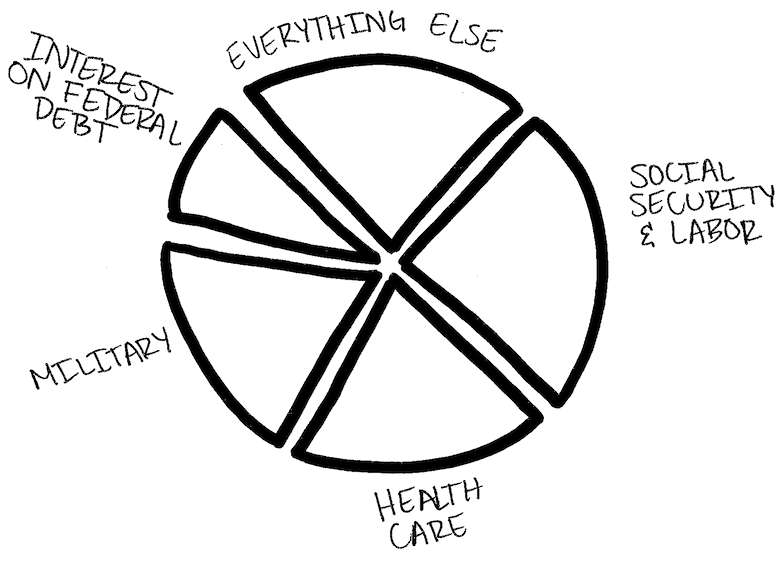 EVERYTHING ELSE
INTEREST
ON FEDERAL
DEBT
SOCIAL
SECURITY
& LABOR
MILITARY
HEALTH
CARE